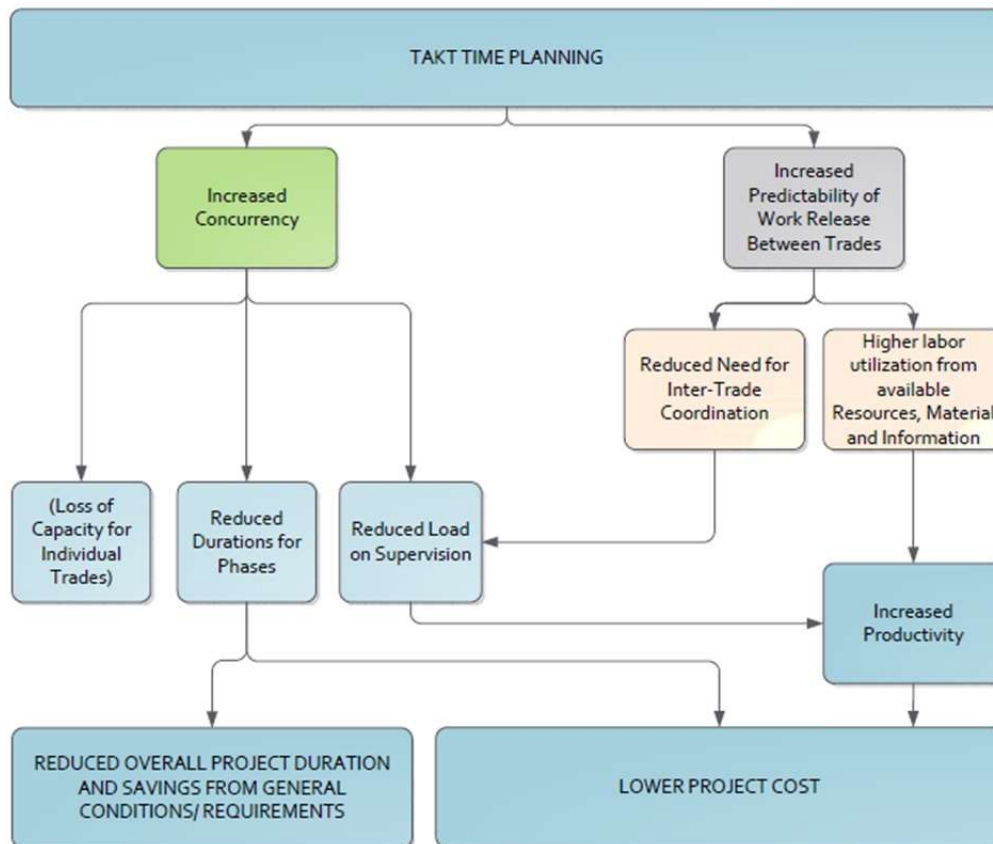 TAKT TIME PLANNING
Increased
Concurrency
Increased
Predictability of
Work Release
Between Trades
Reduced Need for
Inter-Trade
Coordination
Higher labor
utilization from
available
Resources, Material
and Information
(Loss of
Capacity for
Individual
Trades)
Reduced
Durations for
Phases
Reduced Load
on Supervision
Increased
Productivity
REDUCED OVERALL PROJECT DURATION
AND SAVINGS FROM GENERAL
CONDITIONS/ REQUIREMENTS
LOWER PROJECT COST